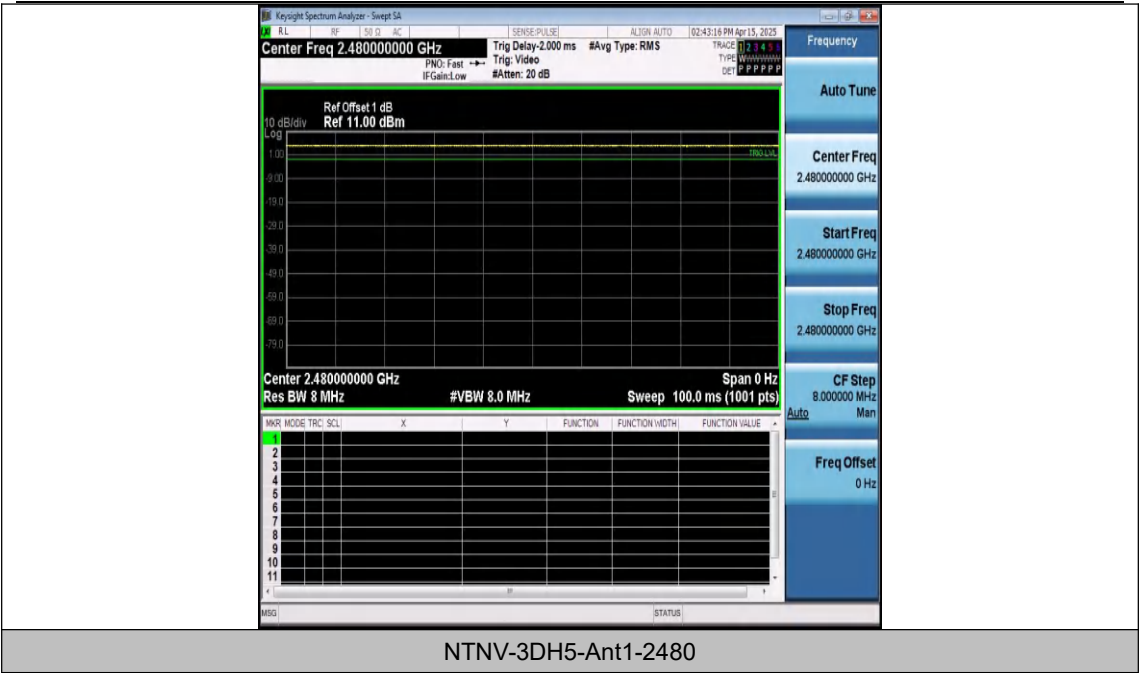 Keysight Spectrum Analyzer - Swept SA
RL RF 50 Ω AC SENSE:PULSE ALIGN AUTO 02:43:16 PM Apr 15, 2025
Center Freq 2.480000000 GHz Trig Delay-2.000 ms #Avg Type: RMS TRACE 1 2 3 4 5 6 Frequency
PNO: Fast Trig: Video TYPE
IFGain:Low #Atten: 20 dB DET P P P P P P
Auto Tune
Ref Offset 1 dB
10 dB/div Ref 11.00 dBm
Log
1.00 TRIG LVL
-9.00
-19.0
-29.0
-39.0
-49.0
-59.0
-69.0
-79.0
Center Freq
2.480000000 GHz
Start Freq
2.480000000 GHz
Stop Freq
2.480000000 GHz
Center 2.480000000 GHz Span 0 Hz
Res BW 8 MHz #VBW 8.0 MHz Sweep 100.0 ms (1001 pts)
CF Step
8.000000 MHz
Auto Man
MKR MODE TRC SCL X Y FUNCTION FUNCTION WIDTH FUNCTION VALUE
1
2
3
4
5
6
7
8
9
10
11
Freq Offset
0 Hz
MSG STATUS
NTNV-3DH5-Ant1-2480